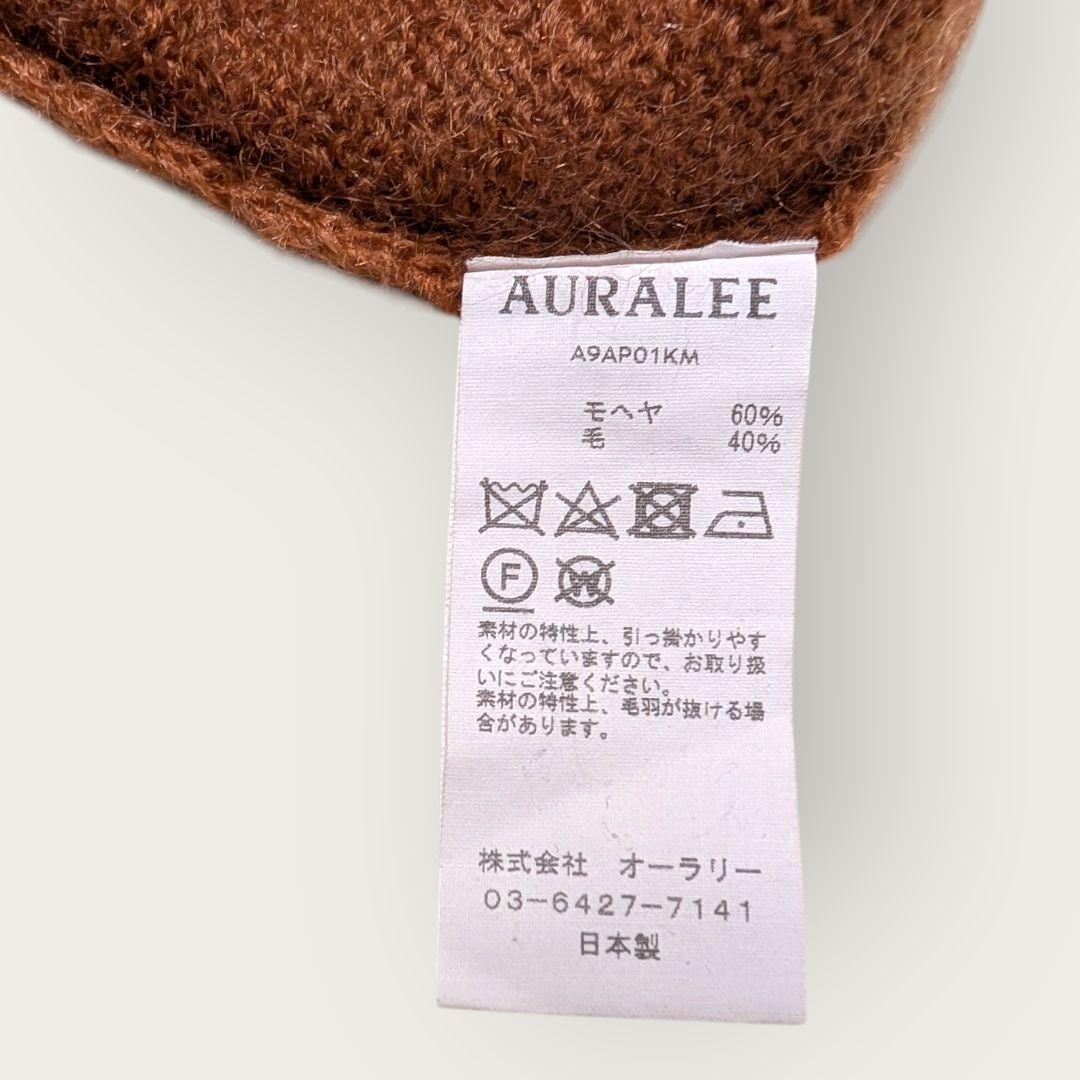 AURALEE
A9AP01KM
モヘヤ 60%
毛 40%
F
W
素材の特性上、引っ掛かりやす
くなっていますので、お取り扱
いにご注意ください。
素材の特性上、毛羽が抜ける場
合があります。
株式会社 オーラリー
03-6427-7141
日本製